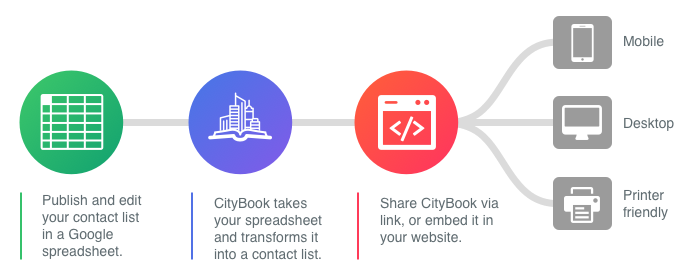 Mobile
Desktop
Printer
friendly
Publish and edit
your contact list
in a Google
spreadsheet.
CityBook takes
your spreadsheet
and transforms it
into a contact list.
Share CityBook via
link, or embed it in
your website.